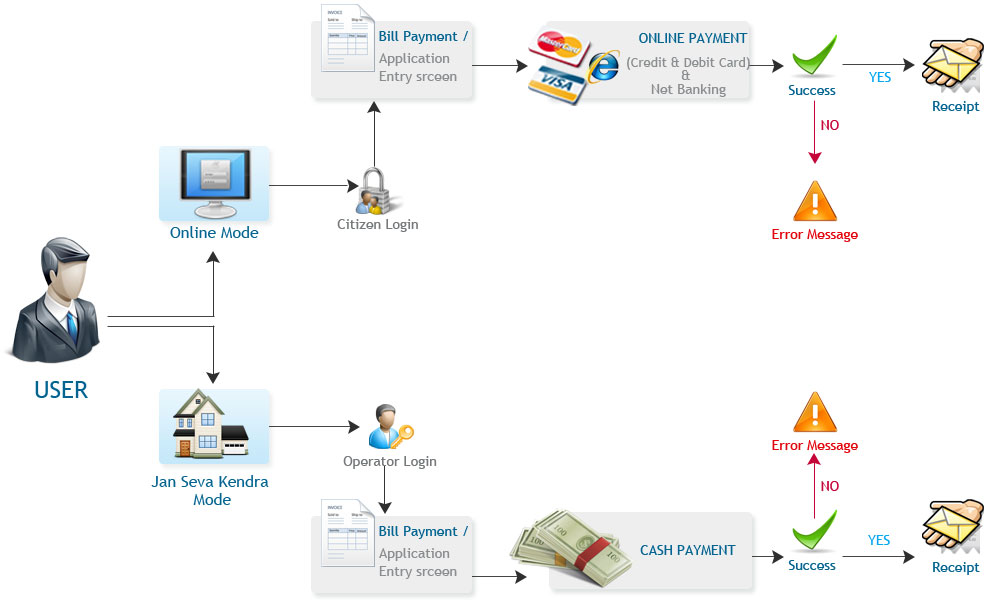 INVOICE
Bill Payment /
Application
Entry srceen
MasterCard
VISA
ONLINE PAYMENT
(Credit & Debit Card)
&
Net Banking
Success
YES
Receipt
NO
Error Message
Online Mode
Citizen Login
USER
Jan Seva Kendra
Mode
Operator Login
INVOICE
Bill Payment /
Application
Entry srceen
100
100
100
CASH PAYMENT
Error Message
NO
Success
YES
Receipt